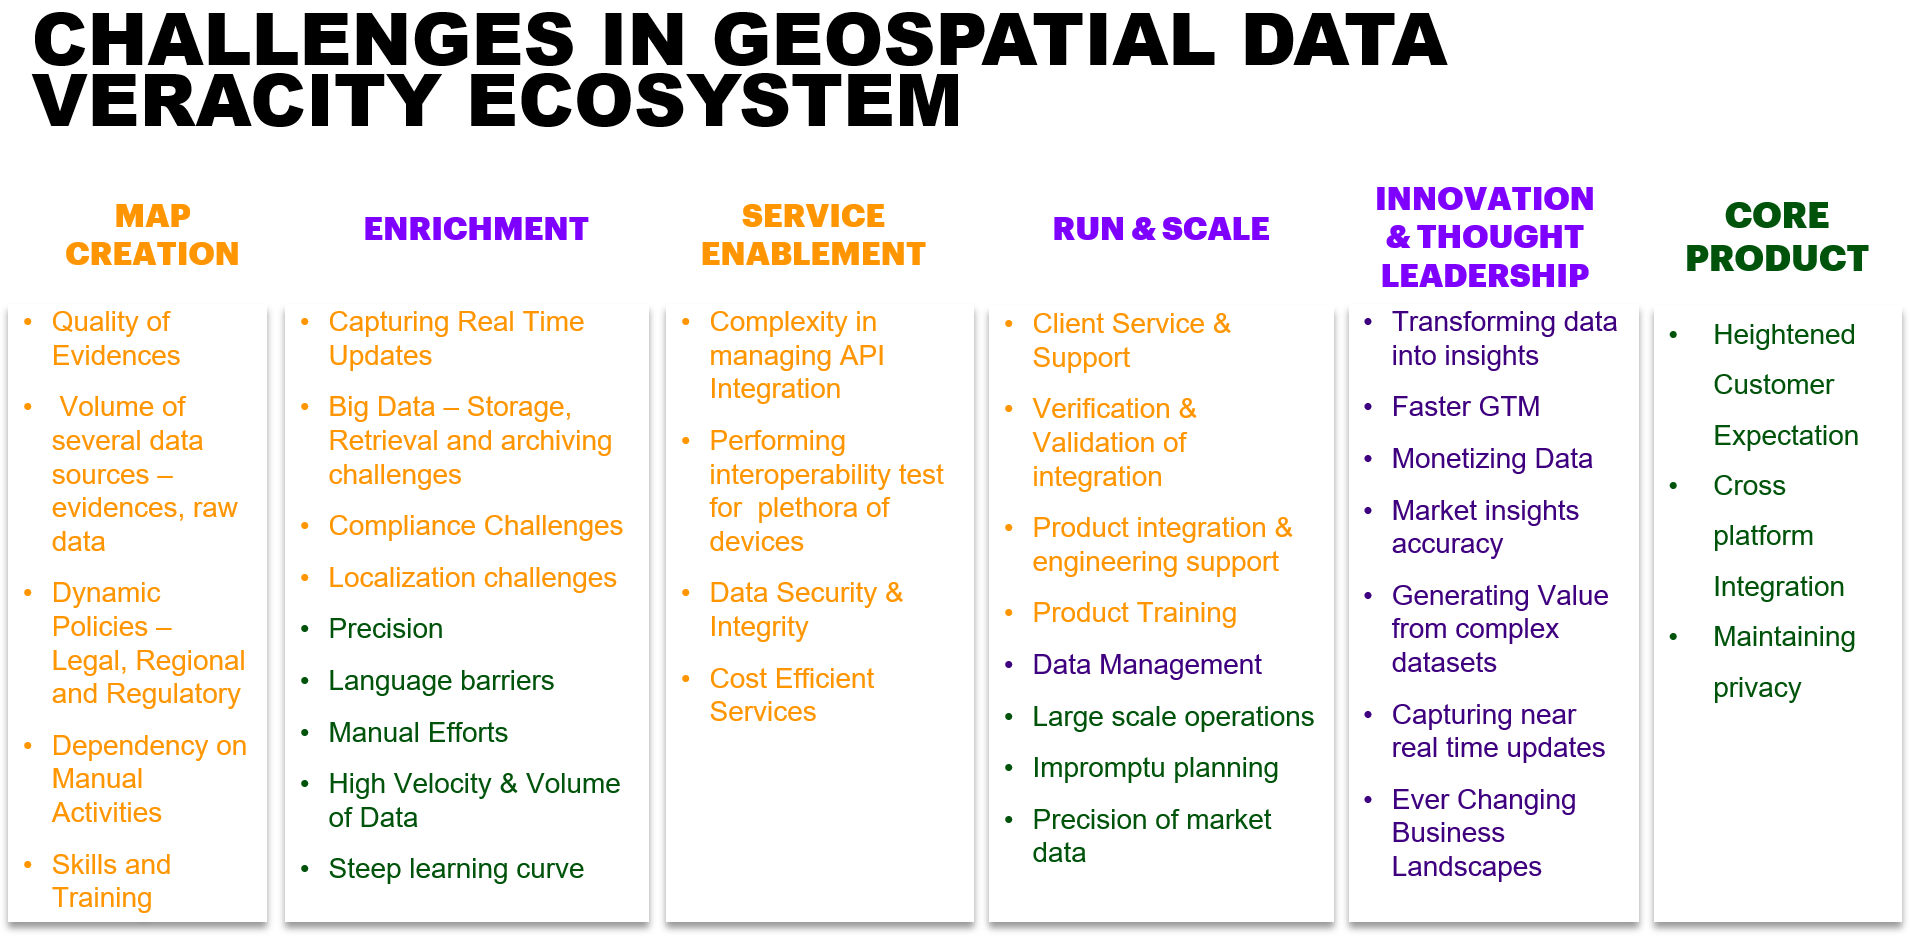 CHALLENGES IN GEOSPATIAL DATA
VERACITY ECOSYSTEM
MAP
CREATION
• Quality of
Evidences
• Volume of
several data
sources –
evidences, raw
data
• Dynamic
Policies –
Legal, Regional
and Regulatory
• Dependency on
Manual
Activities
• Skills and
Training
ENRICHMENT
• Capturing Real Time
Updates
• Big Data – Storage,
Retrieval and archiving
challenges
• Compliance Challenges
• Localization challenges
• Precision
• Language barriers
• Manual Efforts
• High Velocity & Volume
of Data
• Steep learning curve
SERVICE
ENABLEMENT
• Complexity in
managing API
Integration
• Performing
interoperability test
for plethora of
devices
• Data Security &
Integrity
• Cost Efficient
Services
RUN & SCALE
• Client Service &
Support
• Verification &
Validation of
integration
• Product integration &
engineering support
• Product Training
• Data Management
• Large scale operations
• Impromptu planning
• Precision of market
data
INNOVATION
& THOUGHT
LEADERSHIP
• Transforming data
into insights
• Faster GTM
• Monetizing Data
• Market insights
accuracy
• Generating Value
from complex
datasets
• Capturing near
real time updates
• Ever Changing
Business
Landscapes
CORE
PRODUCT
• Heightened
Customer
Expectation
• Cross
platform
Integration
• Maintaining
privacy